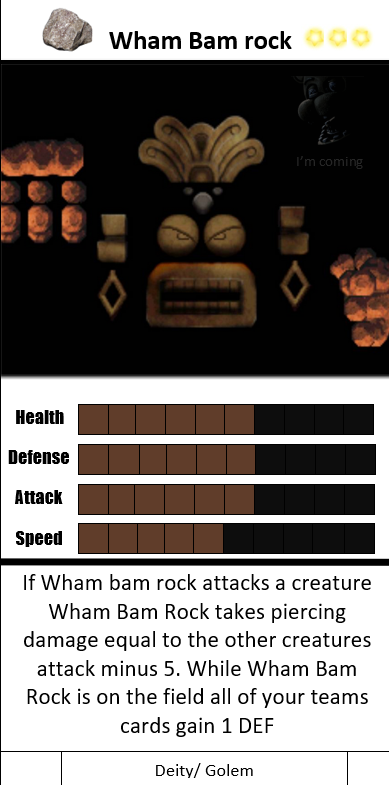 Wham Bam rock
I'm coming
Health
Defense
Attack
Speed
If Wham bam rock attacks a creature
Wham Bam Rock takes piercing
damage equal to the other creatures
attack minus 5. While Wham Bam
Rock is on the field all of your teams
cards gain 1 DEF
Deity/ Golem